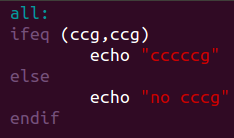 all:
ifeq (ccg,ccg)
        echo "cccccg"
else
        echo "no cccg"
endif